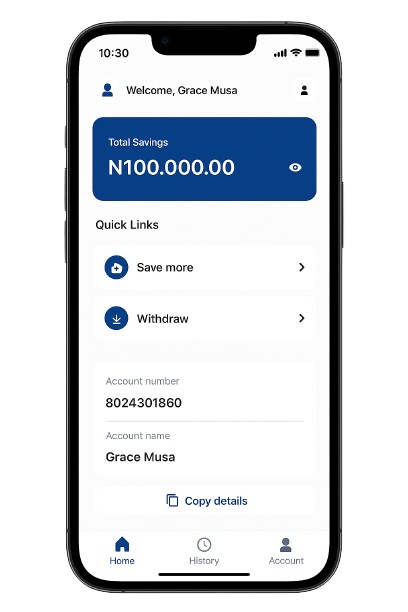 10:30
Welcome, Grace Musa
Total Savings
N100.000.00
Quick Links
Save more
Withdraw
Account number
8024301860
Account name
Grace Musa
Copy details
Home
History
Account